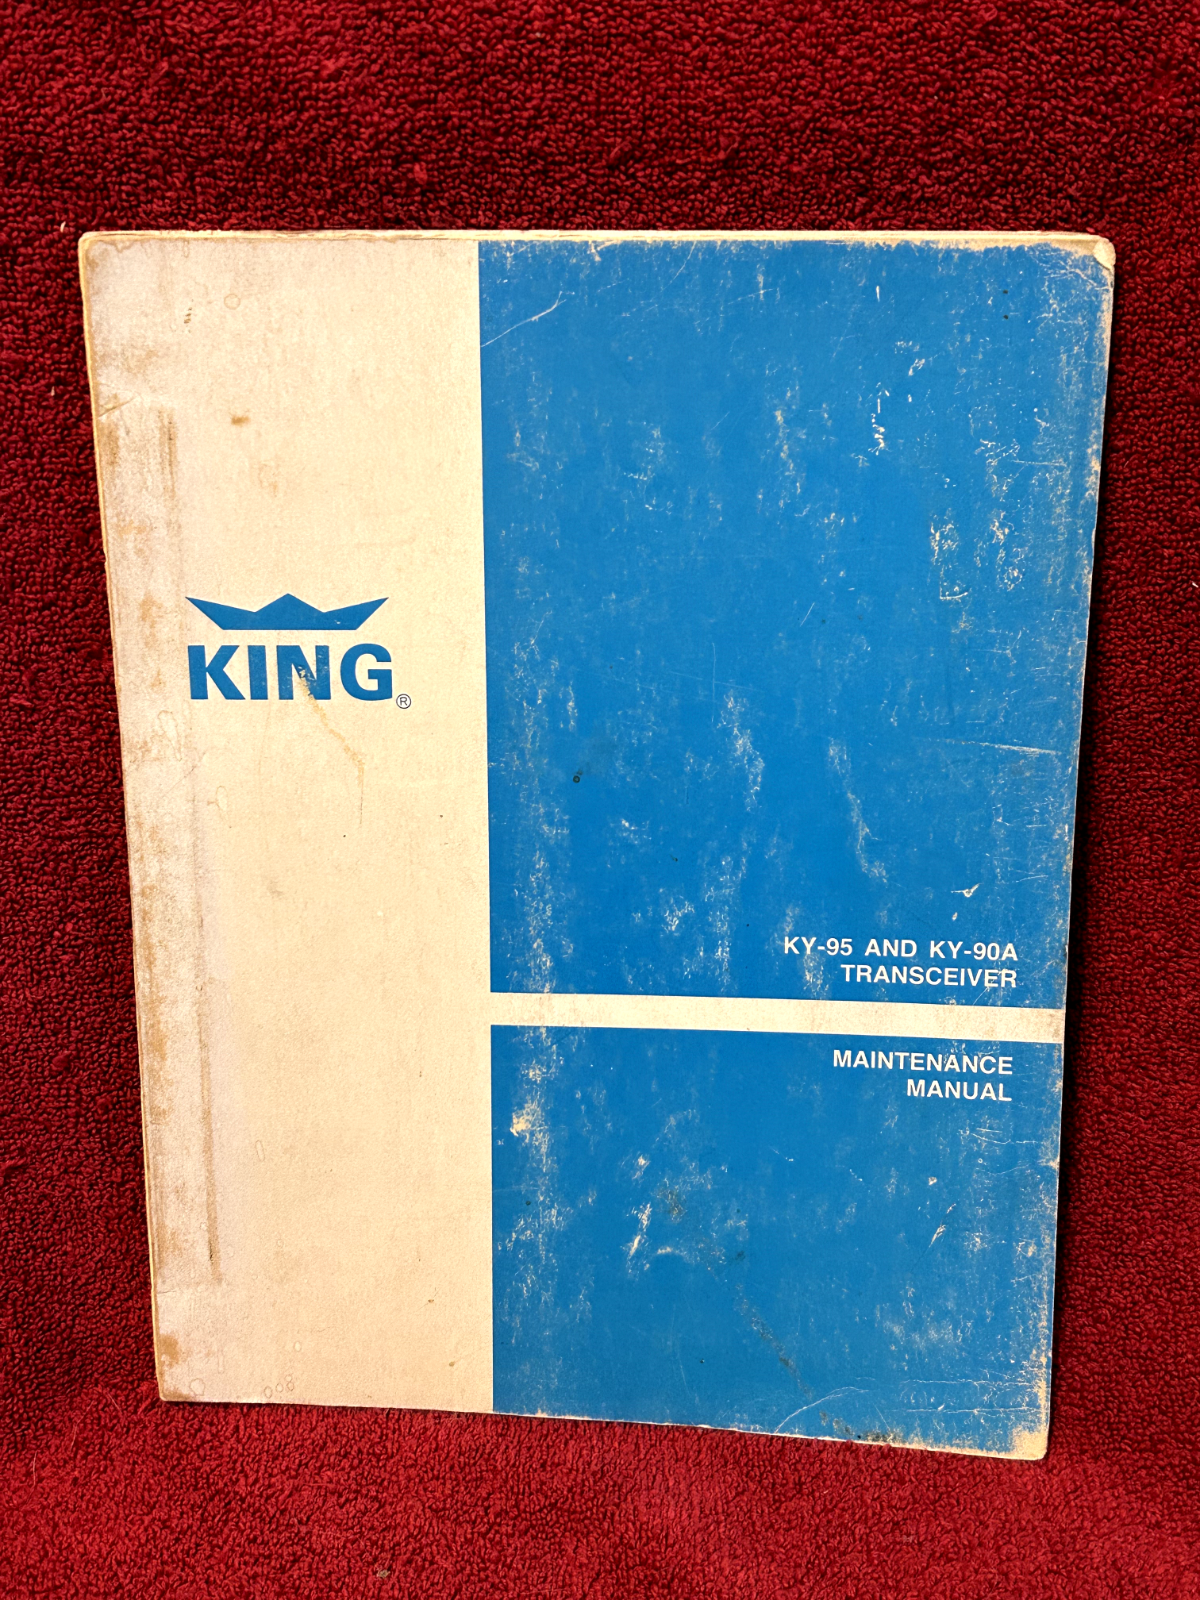 KING®
KY-95 AND KY-90A
TRANSCEIVER
MAINTENANCE
MANUAL